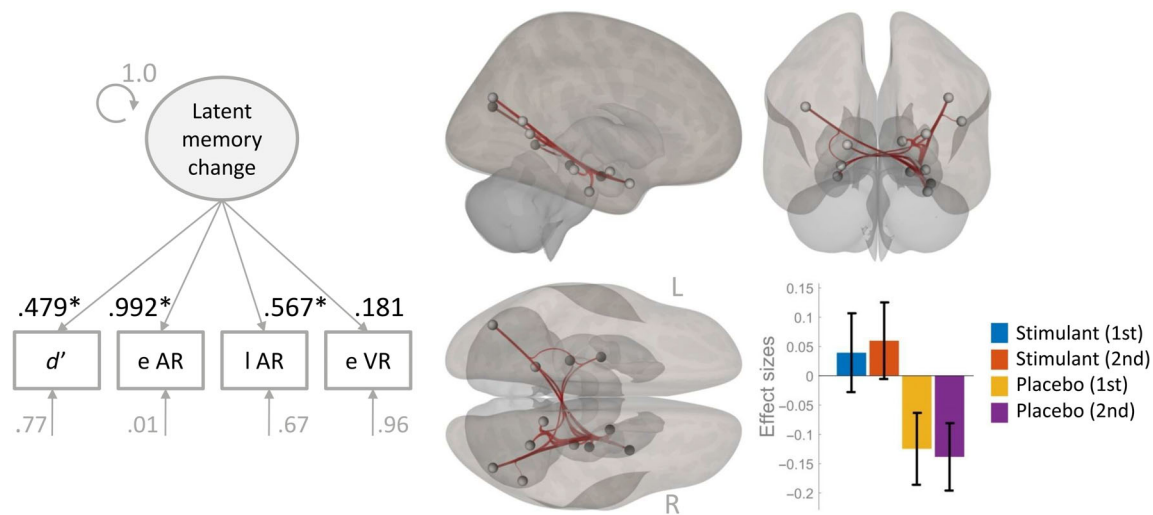 1.0
Latent
memory
change
.479* .992* .567* .181
d' e AR l AR e VR
.77 .01 .67 .96
L
R
Effect sizes
0.15
0.1
0.05
0
−0.05
−0.1
−0.15
−0.2
Stimulant (1st)
Stimulant (2nd)
Placebo (1st)
Placebo (2nd)